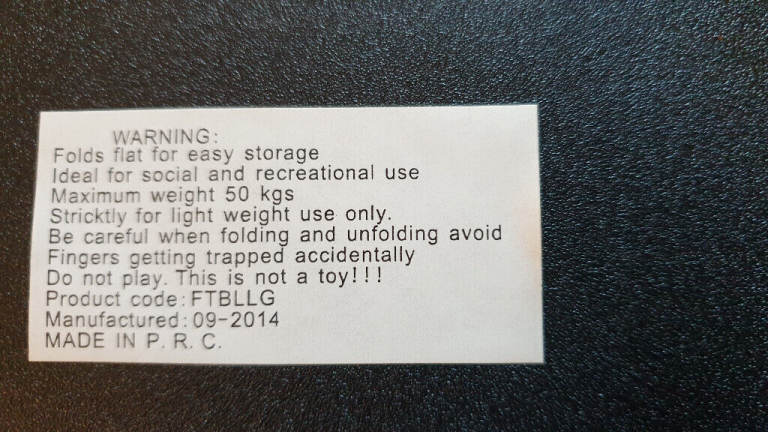 WARNING:
Folds flat for easy storage
Ideal for social and recreational use
Maximum weight 50 kgs
Stricktly for light weight use only.
Be careful when folding and unfolding avoid
Fingers getting trapped accidentally
Do not play. This is not a toy!!!
Product code:FTBLLG
Manufactured:09-2014
MADE IN P. R. C.